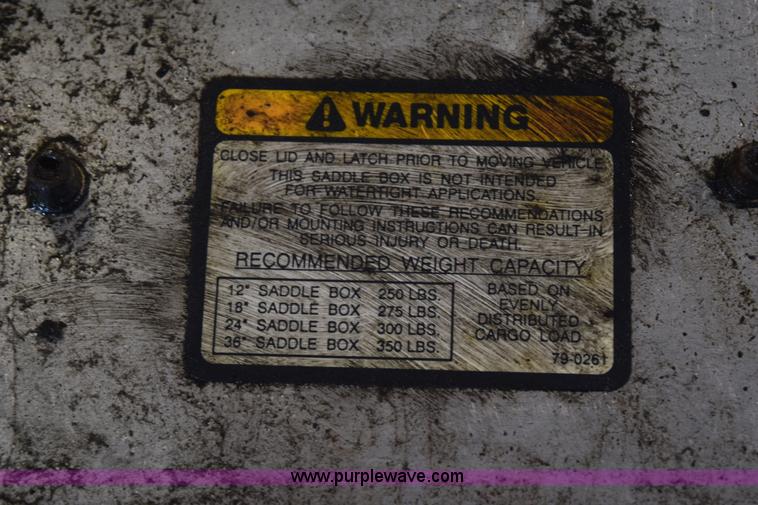 WARNING
CLOSE LID AND LATCH PRIOR TO MOVING VEHICLE
THIS SADDLE BOX IS NOT INTENDED
FOR WATERTIGHT APPLICATIONS.
FAILURE TO FOLLOW THESE RECOMMENDATIONS
AND/OR MOUNTING INSTRUCTIONS CAN RESULT IN
SERIOUS INJURY OR DEATH.
RECOMMENDED WEIGHT CAPACITY
12" SADDLE BOX 250 LBS.
18" SADDLE BOX 275 LBS.
24" SADDLE BOX 300 LBS.
36" SADDLE BOX 350 LBS.
BASED ON
EVENLY
DISTRIBUTED
CARGO LOAD
79-0261
www.purplewave.com